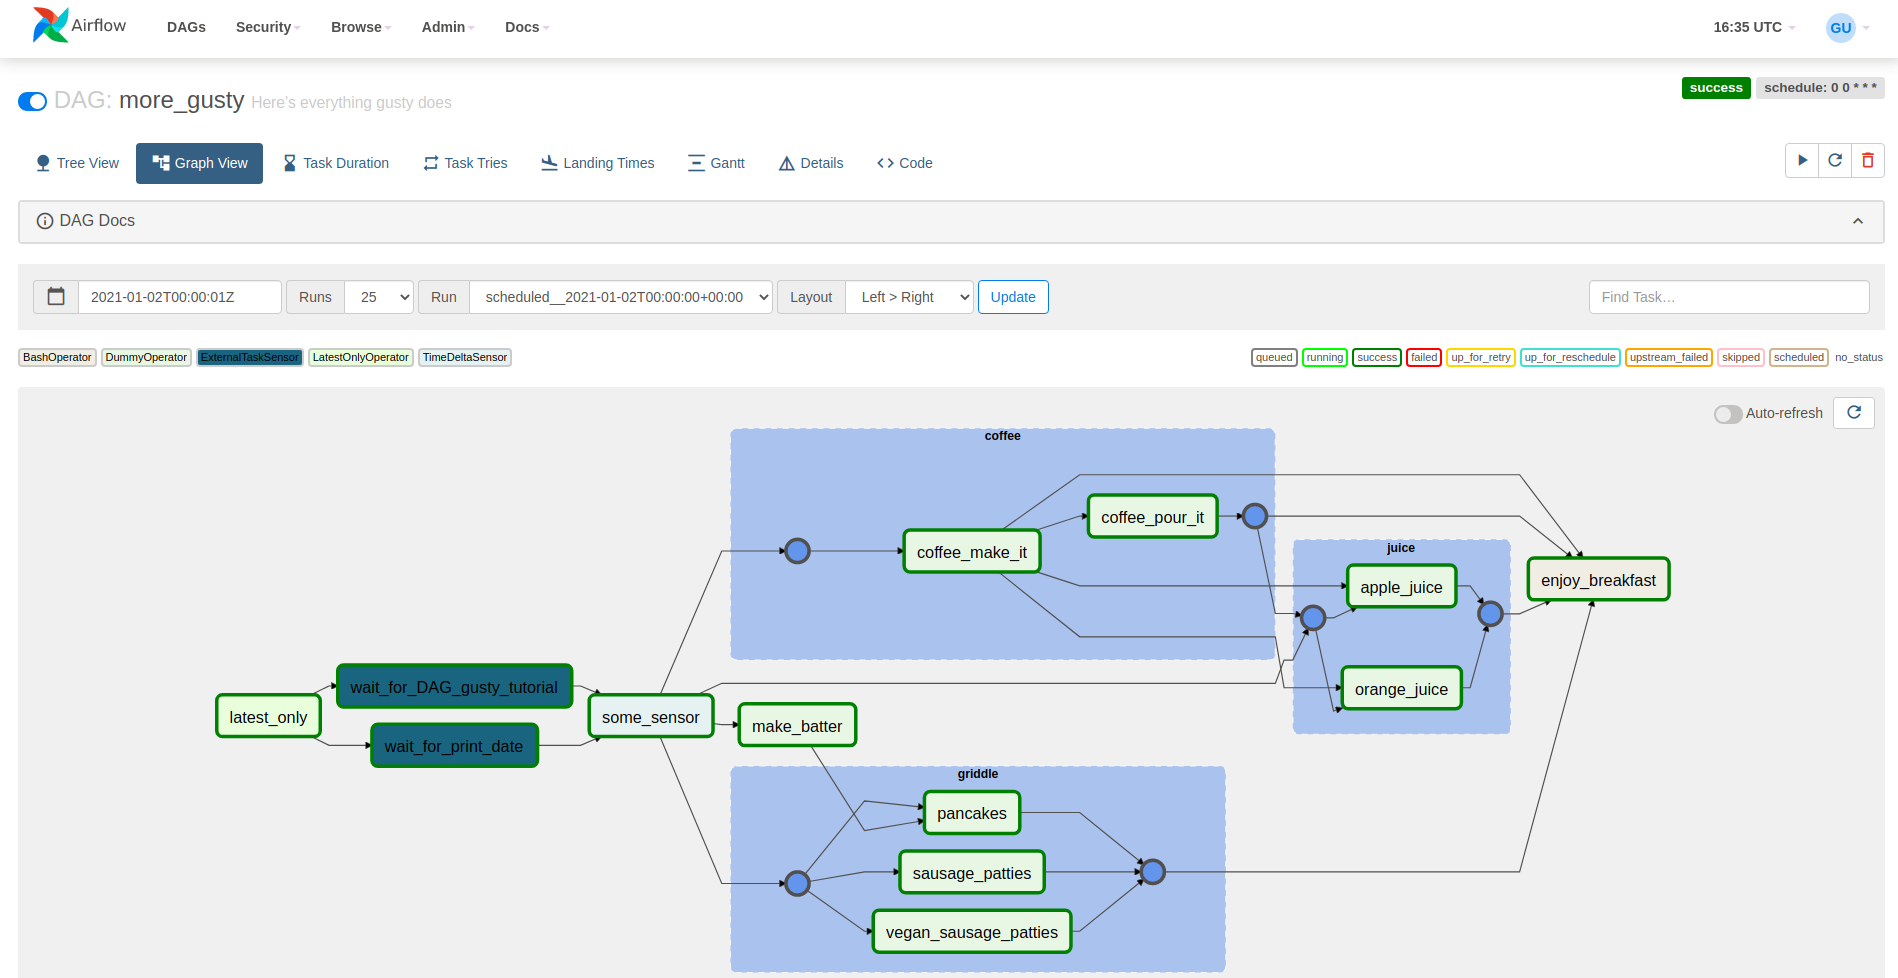 Airflow DAGs Security Browse Admin Docs 16:35 UTC GU
DAG: more_gusty Here's everything gusty does success schedule: 0 0 * * *
Tree View Graph View Task Duration Task Tries Landing Times Gantt Details Code
DAG Docs
2021-01-02T00:00:01Z Runs 25 Run scheduled__2021-01-02T00:00:00+00:00 Layout Left > Right Update Find Task…
BashOperator DummyOperator ExternalTaskSensor LatestOnlyOperator TimeDeltaSensor queued running success failed up_for_retry up_for_reschedule upstream_failed skipped scheduled no_status
Auto-refresh
coffee
coffee_pour_it
coffee_make_it
juice
apple_juice
enjoy_breakfast
wait_for_DAG_gusty_tutorial
orange_juice
latest_only
some_sensor
make_batter
wait_for_print_date
griddle
pancakes
sausage_patties
vegan_sausage_patties